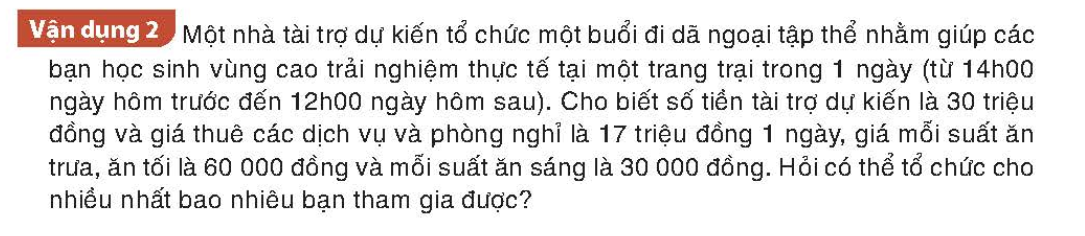 Vận dụng 2 Một nhà tài trợ dự kiến tổ chức một buổi đi dã ngoại tập thể nhằm giúp các
bạn học sinh vùng cao trải nghiệm thực tế tại một trang trại trong 1 ngày (từ 14h00
ngày hôm trước đến 12h00 ngày hôm sau). Cho biết số tiền tài trợ dự kiến là 30 triệu
đồng và giá thuê các dịch vụ và phòng nghỉ là 17 triệu đồng 1 ngày, giá mỗi suất ăn
trưa, ăn tối là 60 000 đồng và mỗi suất ăn sáng là 30 000 đồng. Hỏi có thể tổ chức cho
nhiều nhất bao nhiêu bạn tham gia được?